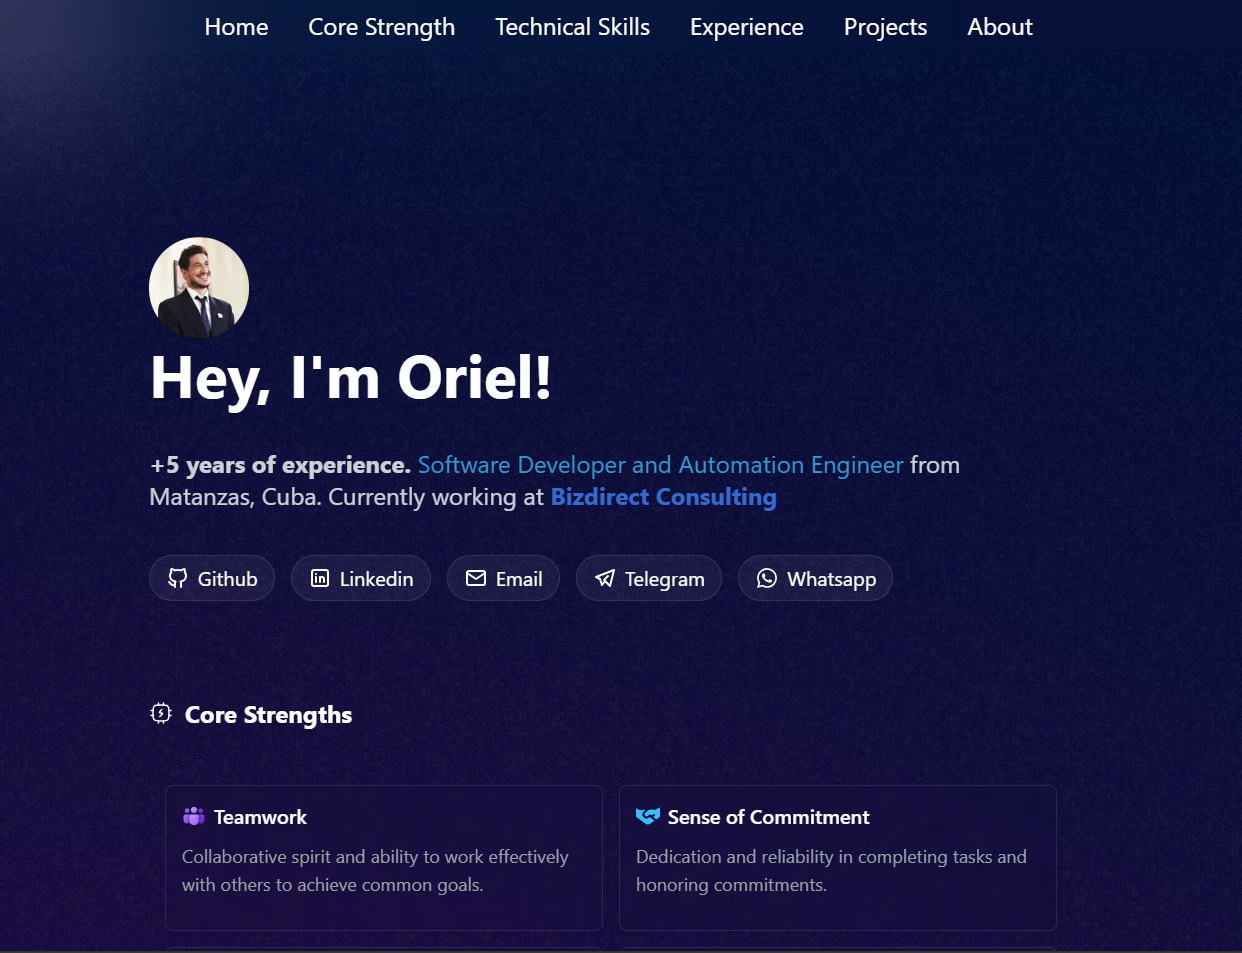 Home Core Strength Technical Skills Experience Projects About
Hey, I'm Oriel!
+5 years of experience. Software Developer and Automation Engineer from
Matanzas, Cuba. Currently working at Bizdirect Consulting
Github Linkedin Email Telegram Whatsapp
Core Strengths
Teamwork
Collaborative spirit and ability to work effectively
with others to achieve common goals.
Sense of Commitment
Dedication and reliability in completing tasks and
honoring commitments.